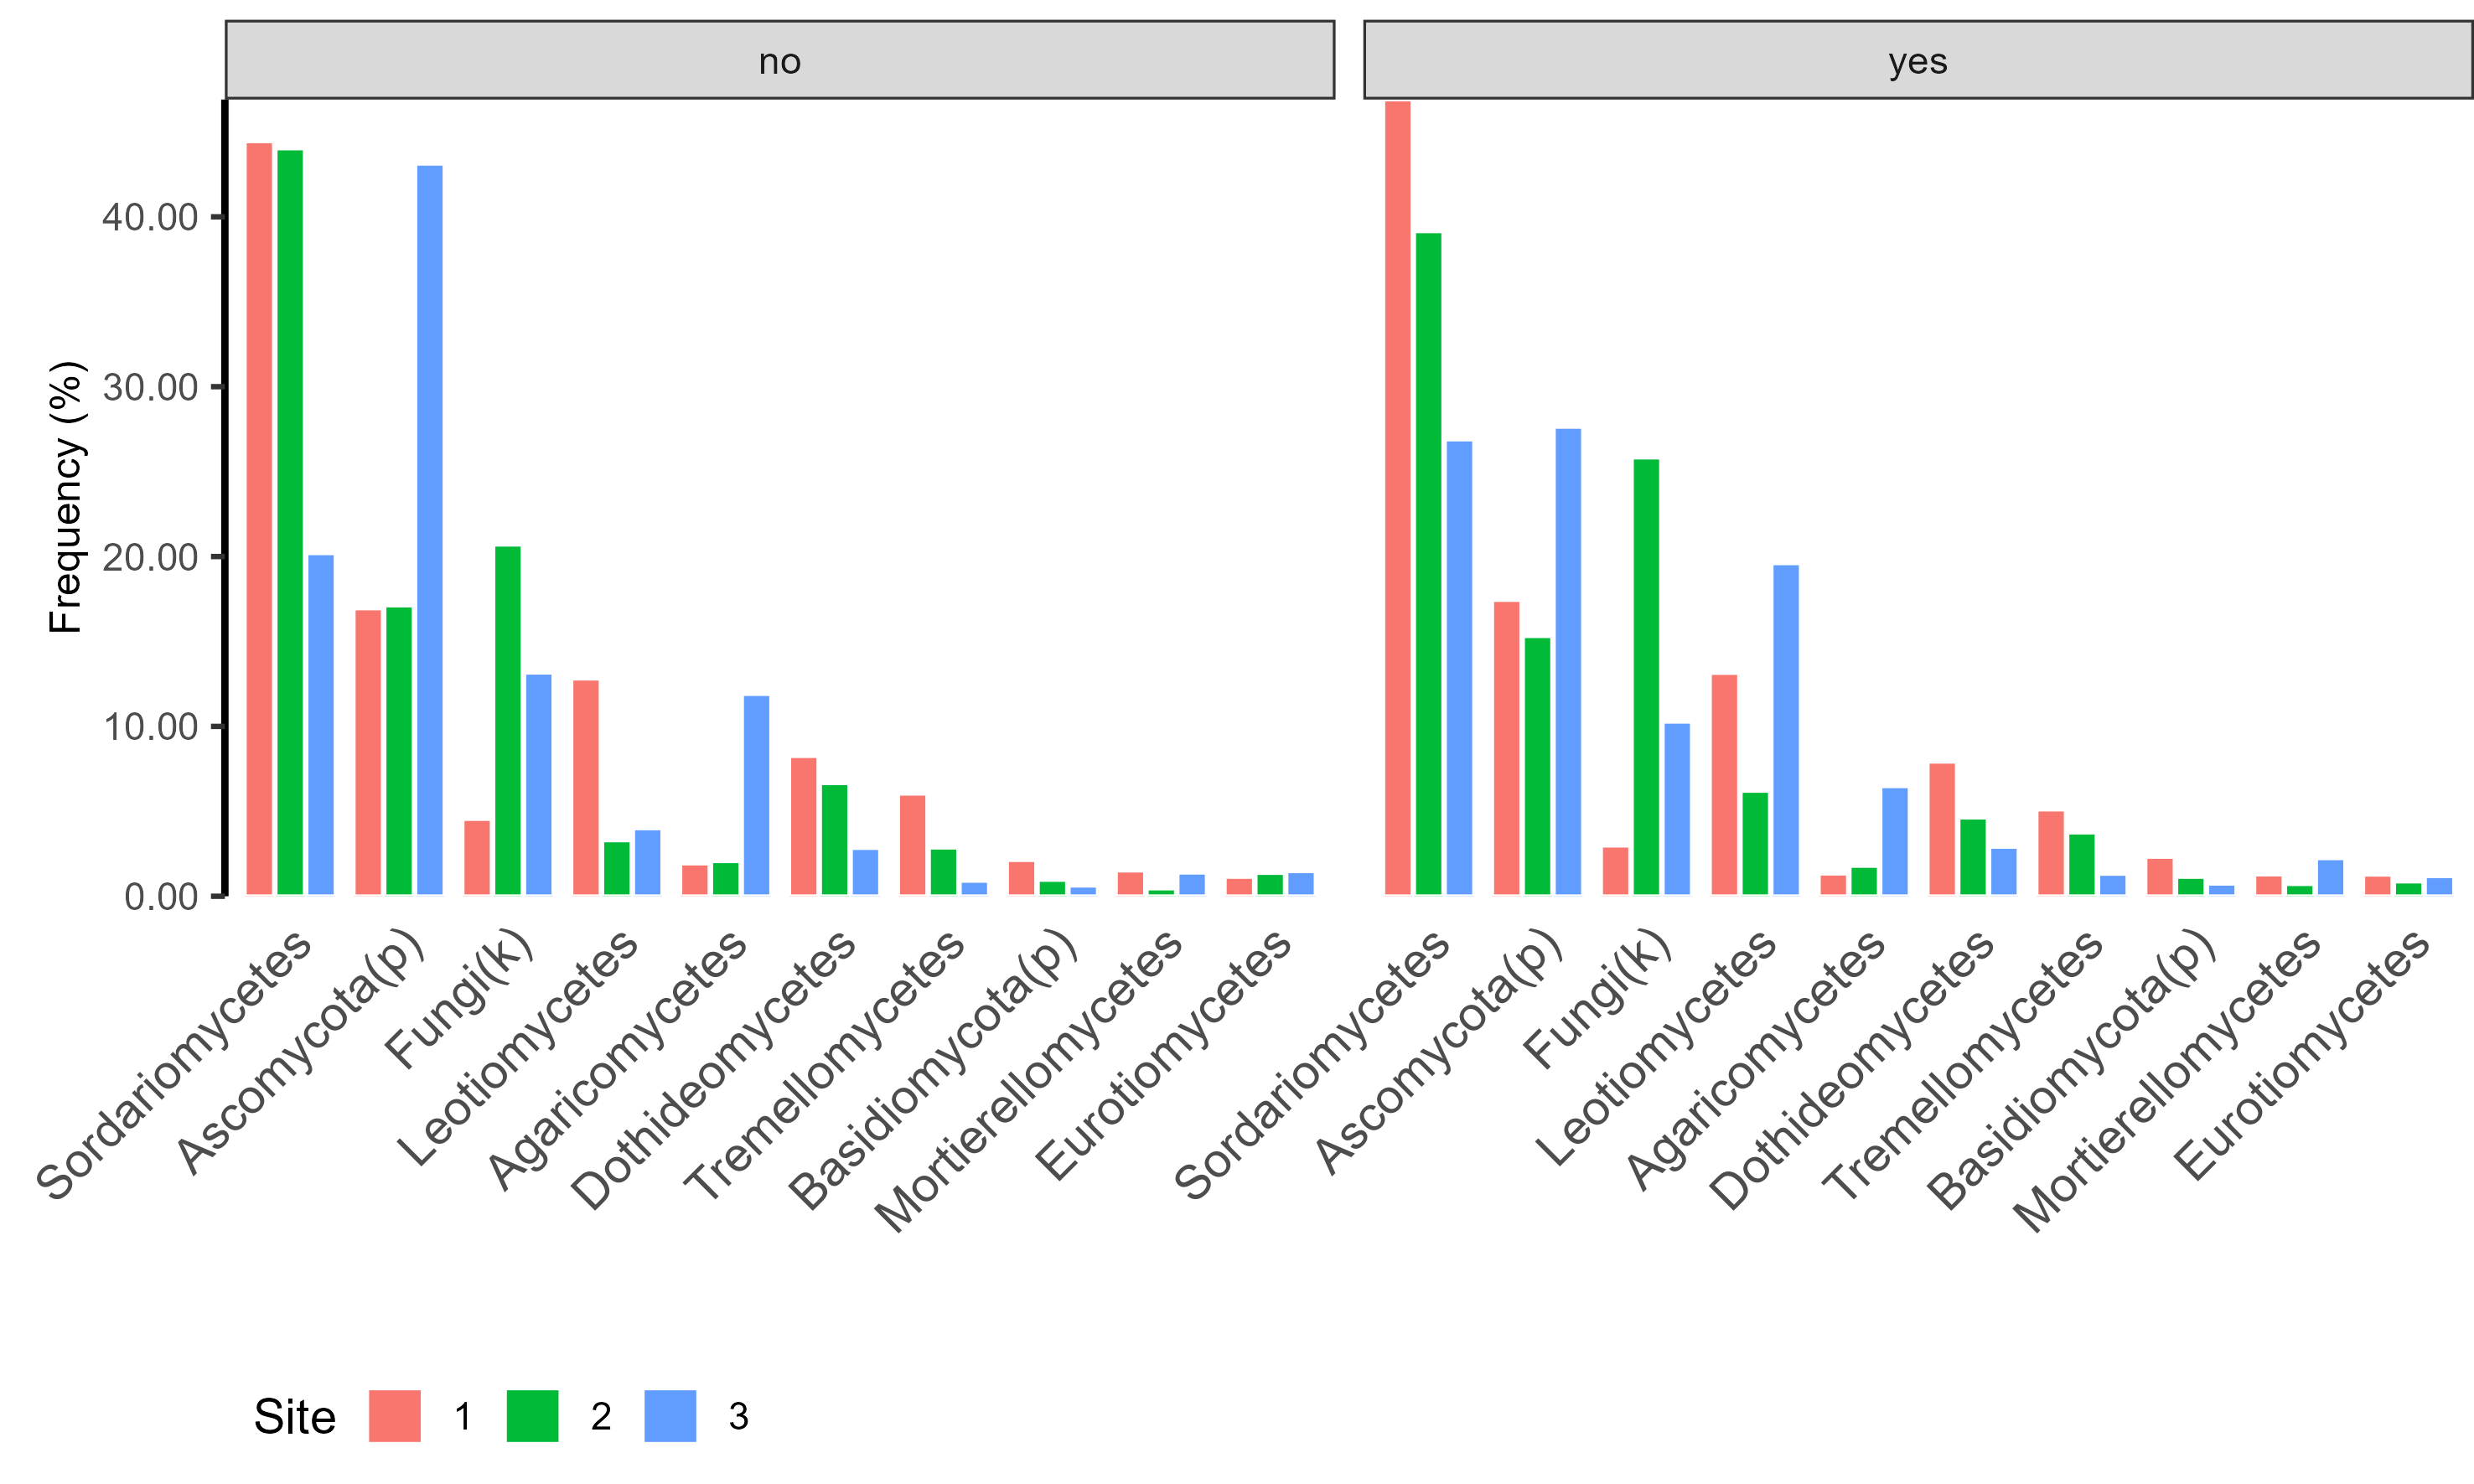 no
yes
Frequency (%)
40.00
30.00
20.00
10.00
0.00
Sordariomycetes
Ascomycota(p)
Fungi(k)
Leotiomycetes
Agaricomycetes
Dothideomycetes
Tremellomycetes
Basidiomycota(p)
Mortierellomycetes
Eurotiomycetes
Sordariomycetes
Ascomycota(p)
Fungi(k)
Leotiomycetes
Agaricomycetes
Dothideomycetes
Tremellomycetes
Basidiomycota(p)
Mortierellomycetes
Eurotiomycetes
Site 1 2 3